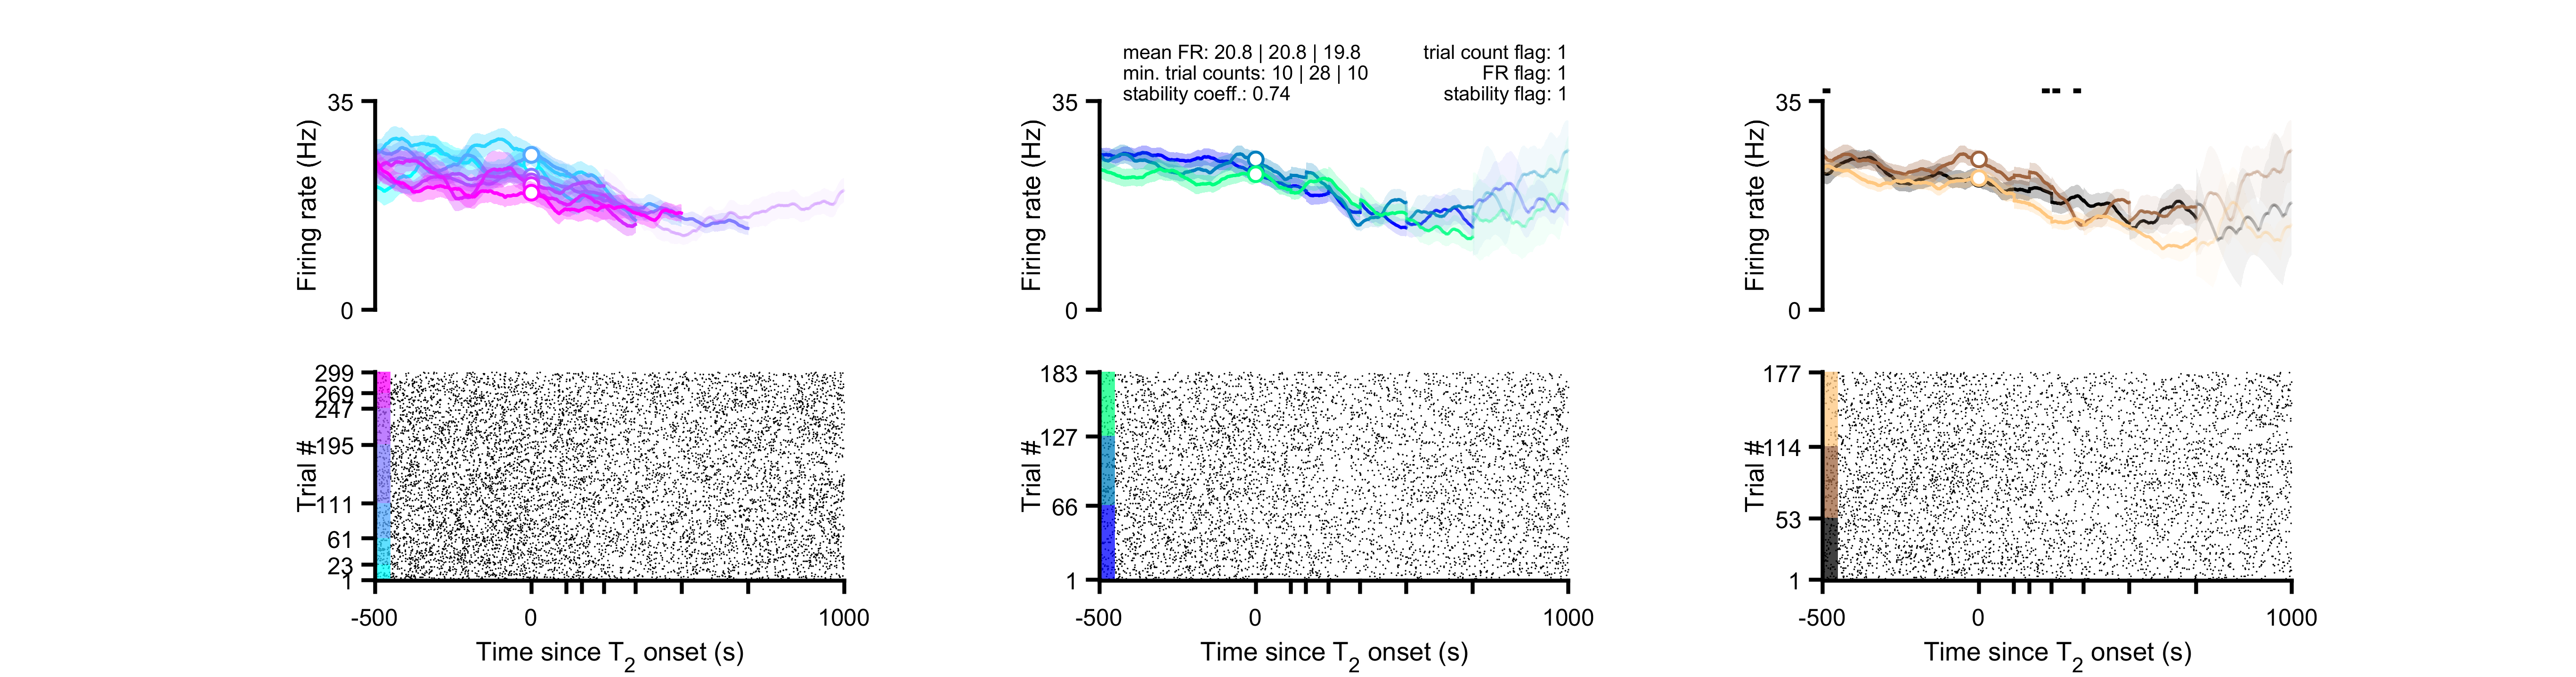 mean FR: 20.8 | 20.8 | 19.8
min. trial counts: 10 | 28 | 10
stability coeff.: 0.74
trial count flag: 1
FR flag: 1
stability flag: 1
35
Firing rate (Hz)
0
35
Firing rate (Hz)
0
35
Firing rate (Hz)
0
299
269
247
195
111
61
23
1
Trial #
-500
0
1000
Time since T2 onset (s)
183
127
66
1
Trial #
-500
0
1000
Time since T2 onset (s)
177
114
53
1
Trial #
-500
0
1000
Time since T2 onset (s)